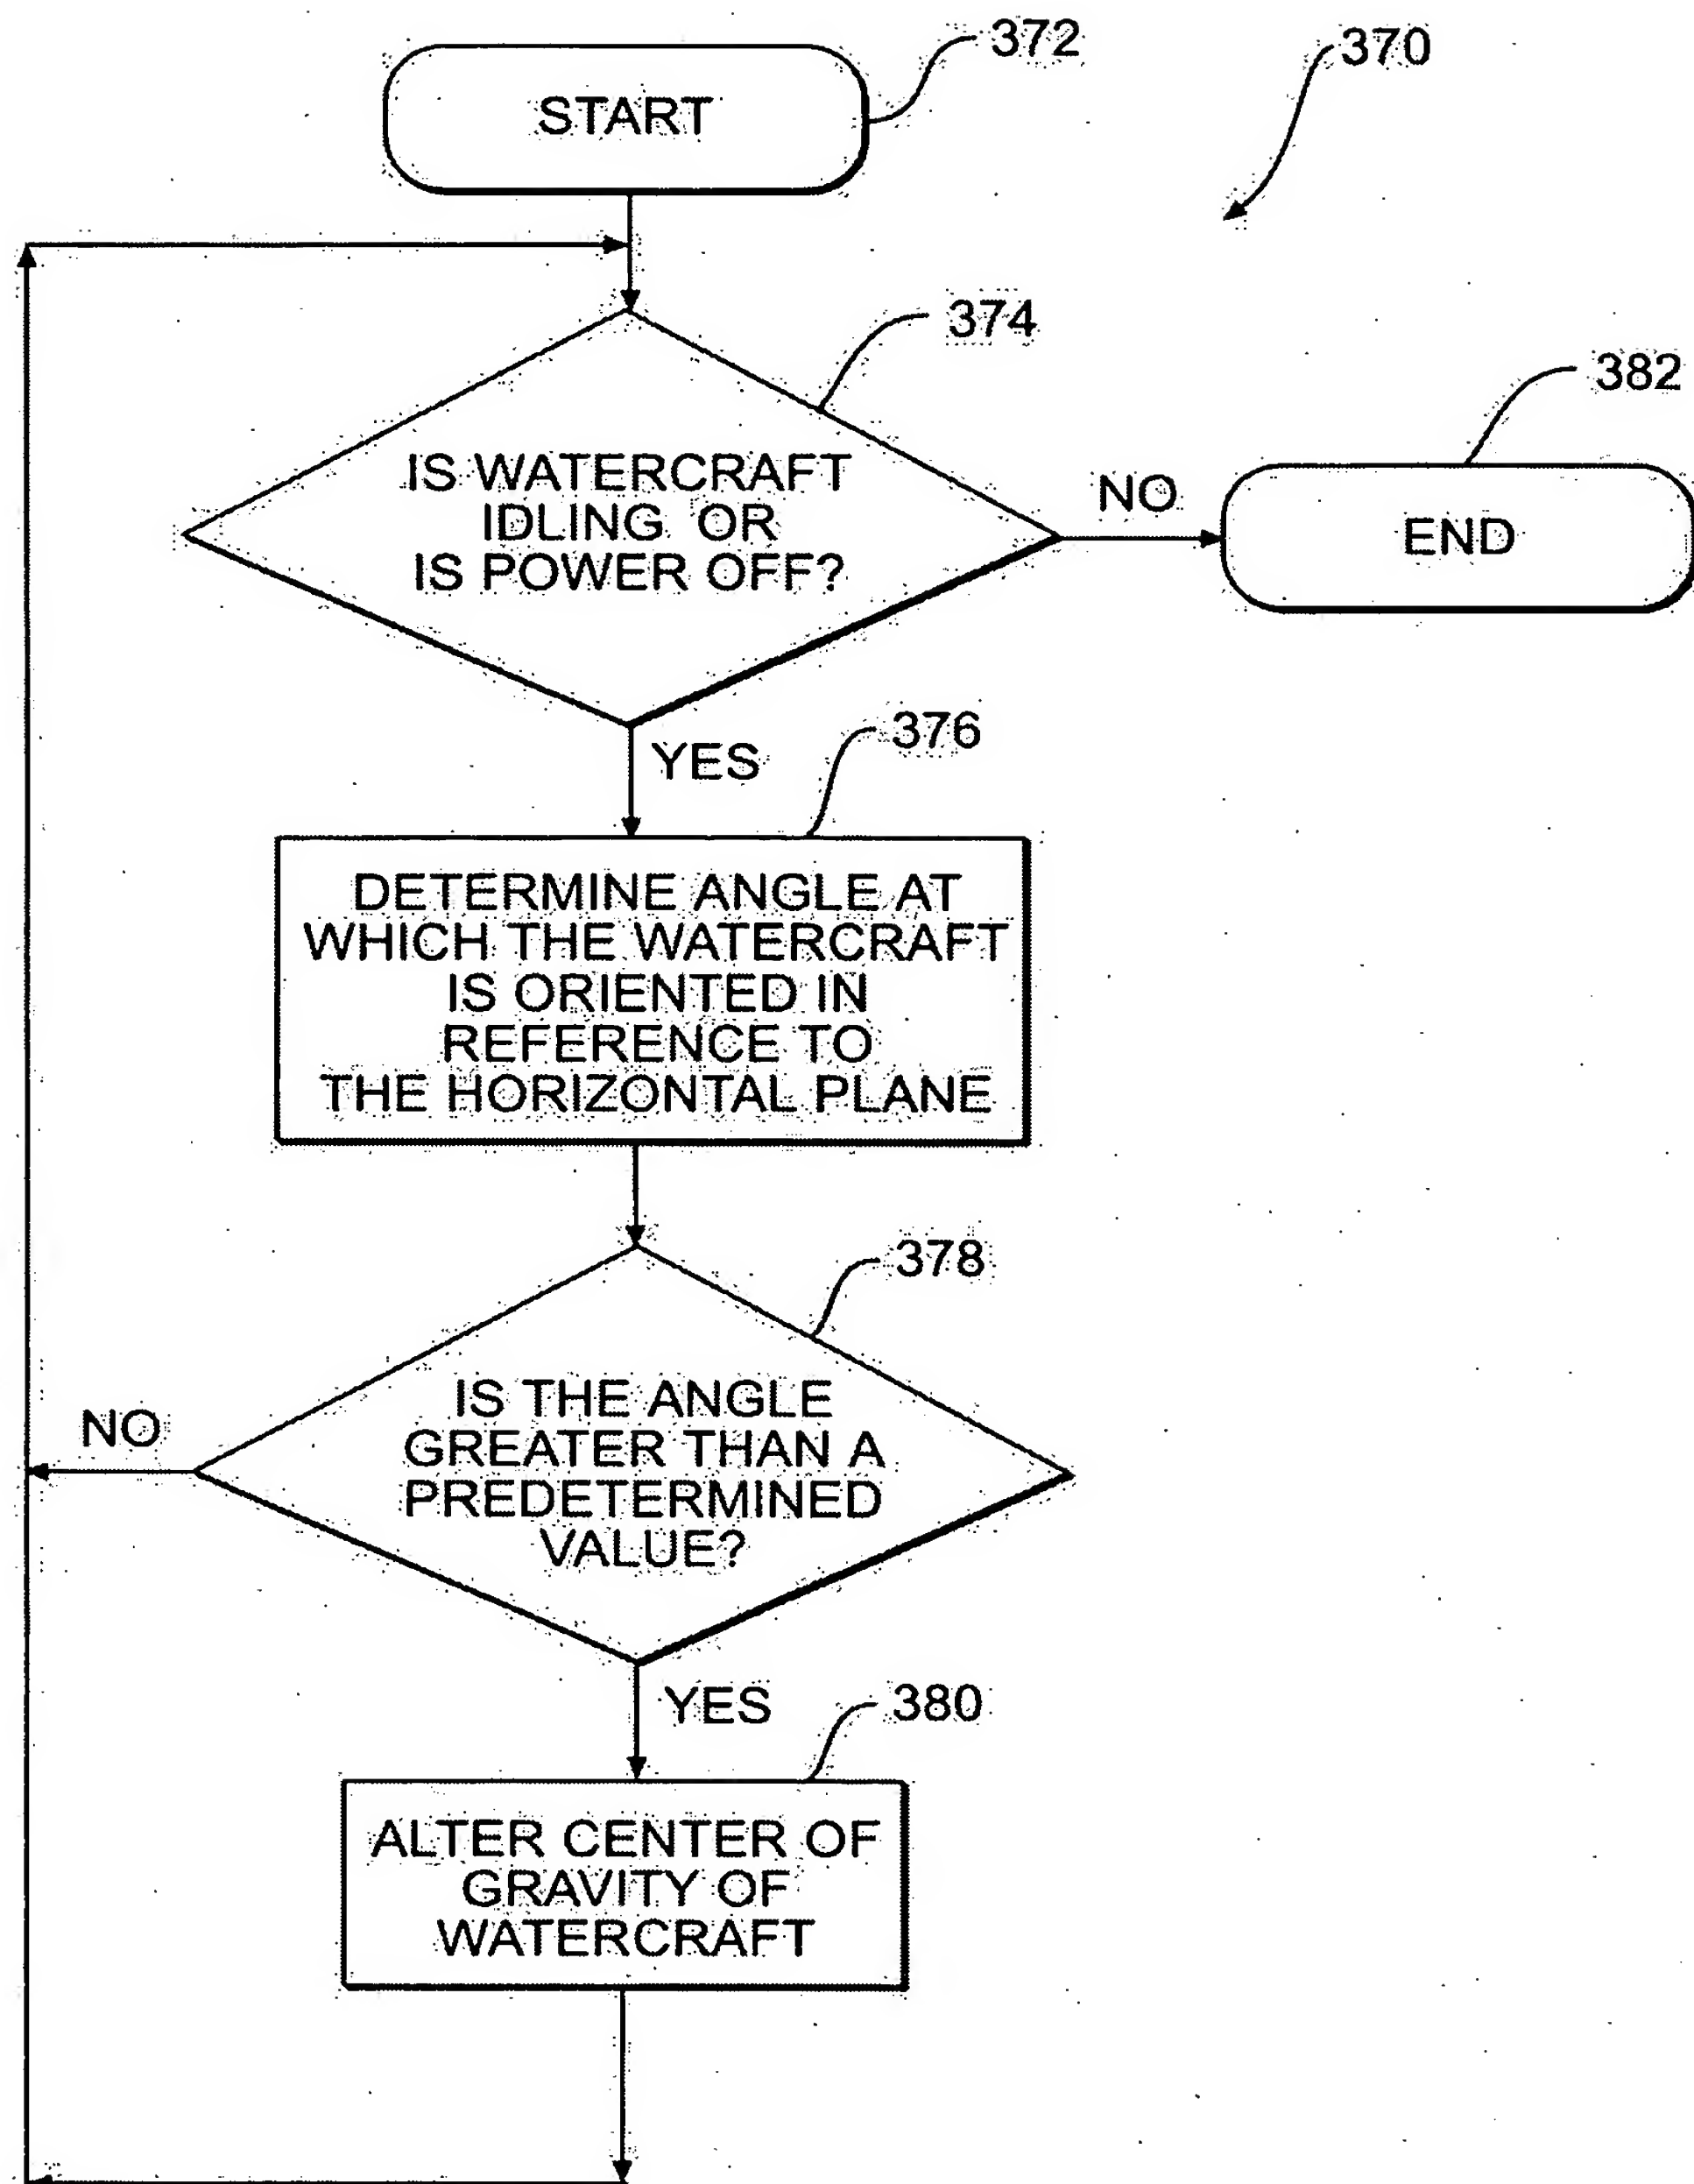 372
370
START
374
382
IS WATERCRAFT
IDLING OR
IS POWER OFF?
NO
END
YES
376
DETERMINE ANGLE AT
WHICH THE WATERCRAFT
IS ORIENTED IN
REFERENCE TO
THE HORIZONTAL PLANE
378
IS THE ANGLE
GREATER THAN A
PREDETERMINED
VALUE?
NO
YES
380
ALTER CENTER OF
GRAVITY OF
WATERCRAFT